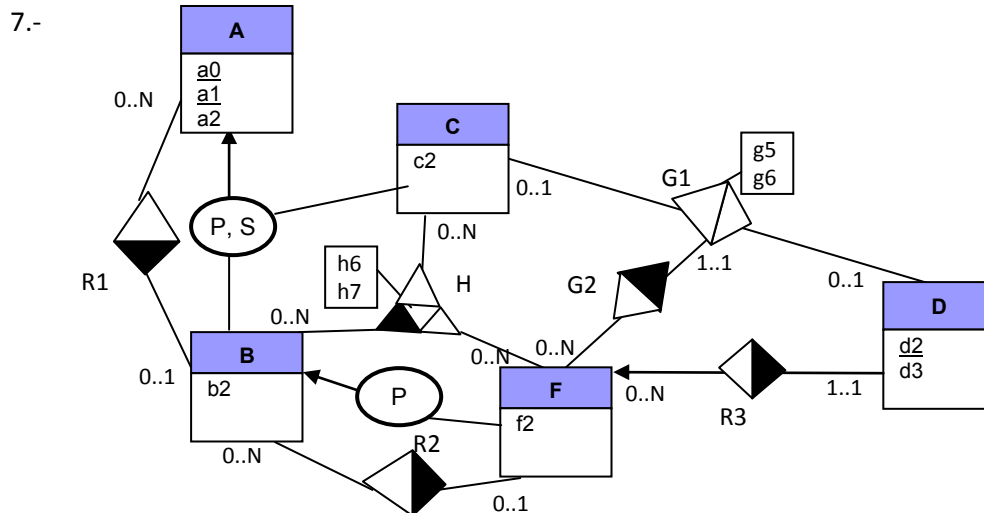 7.-
A
a0
a1
a2
0..N
C
c2
0..1
G1
g5
g6
P, S
0..N
R1
h6
h7
H
G2
1..1
0..1
D
d2
d3
0..N
B
b2
0..1
0..N
0..N
P
F
f2
0..N
R3
1..1
0..N
R2
0..1